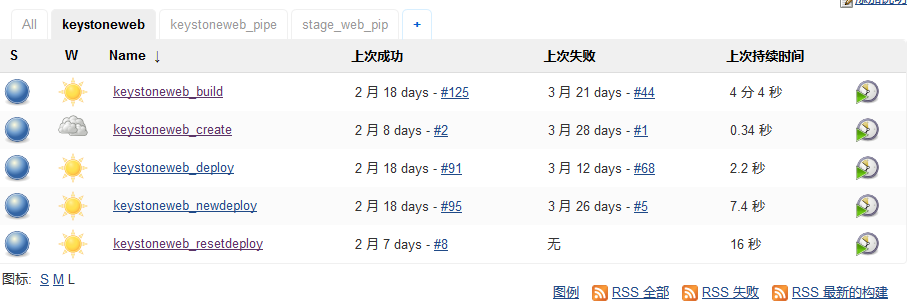 添加说明
All keystoneweb keystoneweb_pipe stage_web_pip +
S W Name ↓ 上次成功 上次失败 上次持续时间
keystoneweb_build 2 月 18 days - #125 3 月 21 days - #44 4 分 4 秒
keystoneweb_create 2 月 8 days - #2 3 月 28 days - #1 0.34 秒
keystoneweb_deploy 2 月 18 days - #91 3 月 12 days - #68 2.2 秒
keystoneweb_newdeploy 2 月 18 days - #95 3 月 26 days - #5 7.4 秒
keystoneweb_resetdeploy 2 月 7 days - #8 无 16 秒
图标: S M L
图例 RSS 全部 RSS 失败 RSS 最新的构建